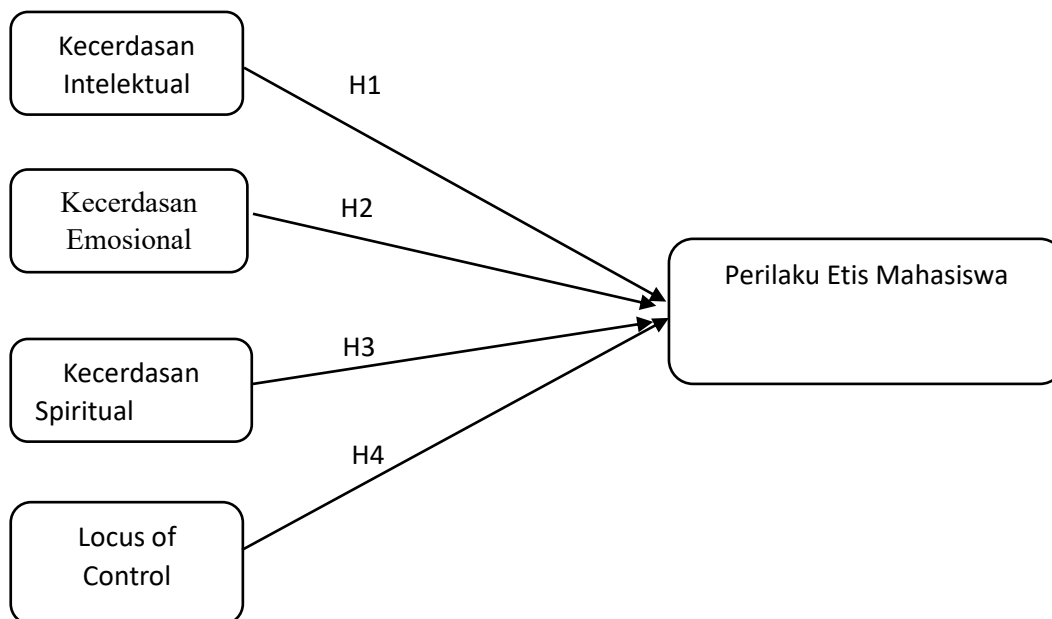 Kecerdasan
Intelektual
H1
Kecerdasan
Emosional
H2
Perilaku Etis Mahasiswa
Kecerdasan
Spiritual
H3
H4
Locus of
Control